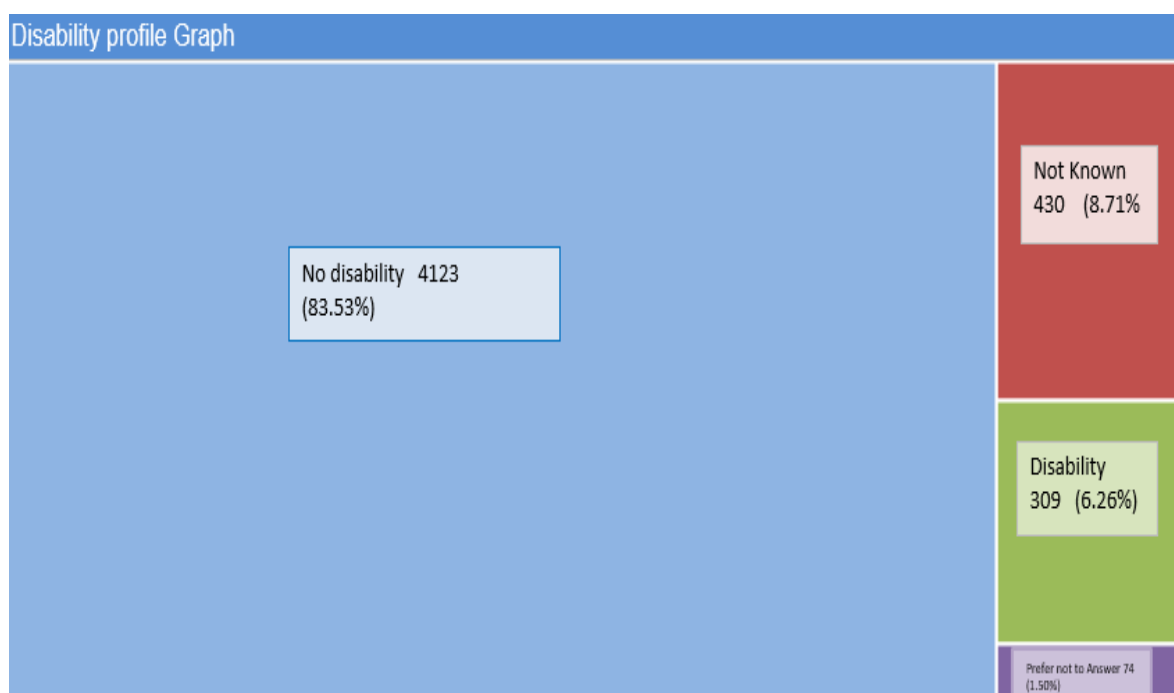 Disability profile Graph
No disability 4123
(83.53%)
Not Known
430 (8.71%
Disability
309 (6.26%)
Prefer not to Answer 74
(1.50%)